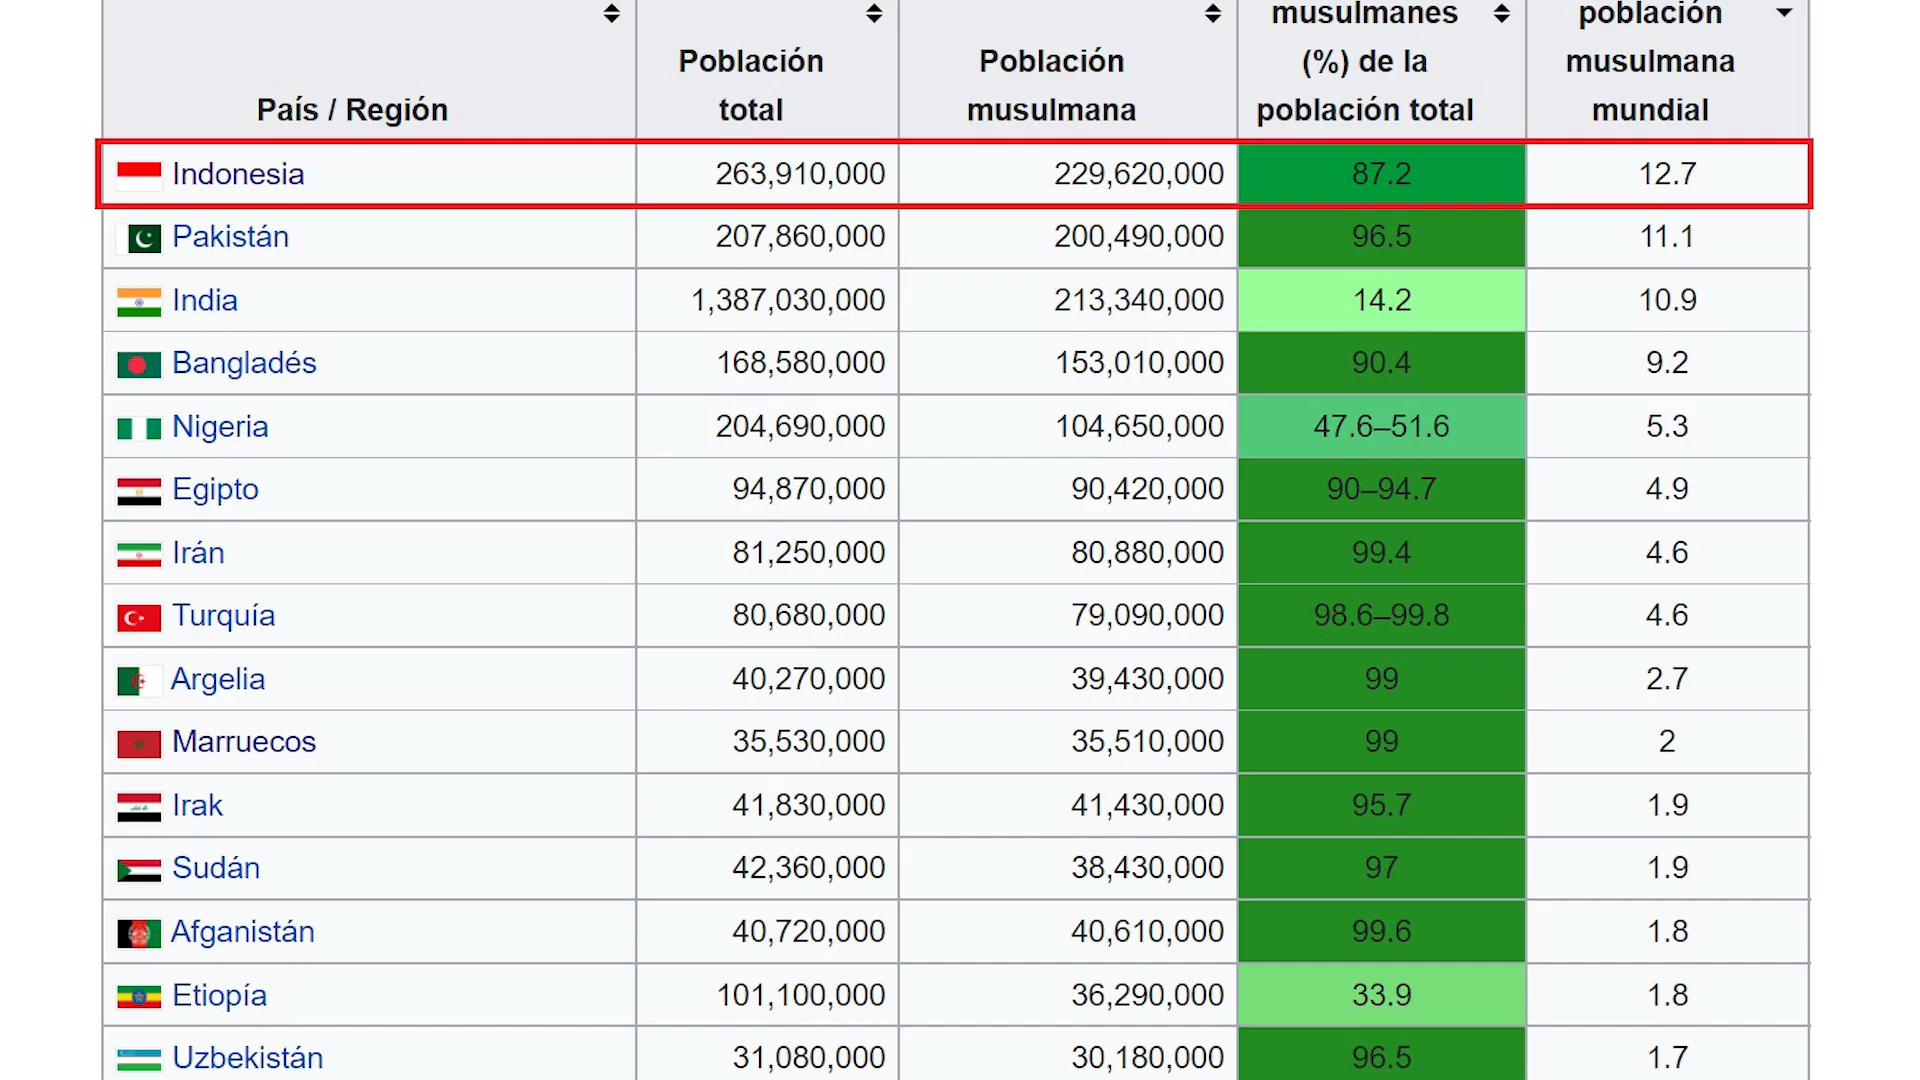 musulmanes población
Población Población (%) de la musulmana
País / Región total musulmana población total mundial
Indonesia 263,910,000 229,620,000 87.2 12.7
Pakistán 207,860,000 200,490,000 96.5 11.1
India 1,387,030,000 213,340,000 14.2 10.9
Bangladés 168,580,000 153,010,000 90.4 9.2
Nigeria 204,690,000 104,650,000 47.6–51.6 5.3
Egipto 94,870,000 90,420,000 90–94.7 4.9
Irán 81,250,000 80,880,000 99.4 4.6
Turquía 80,680,000 79,090,000 98.6–99.8 4.6
Argelia 40,270,000 39,430,000 99 2.7
Marruecos 35,530,000 35,510,000 99 2
Irak 41,830,000 41,430,000 95.7 1.9
Sudán 42,360,000 38,430,000 97 1.9
Afganistán 40,720,000 40,610,000 99.6 1.8
Etiopía 101,100,000 36,290,000 33.9 1.8
Uzbekistán 31,080,000 30,180,000 96.5 1.7